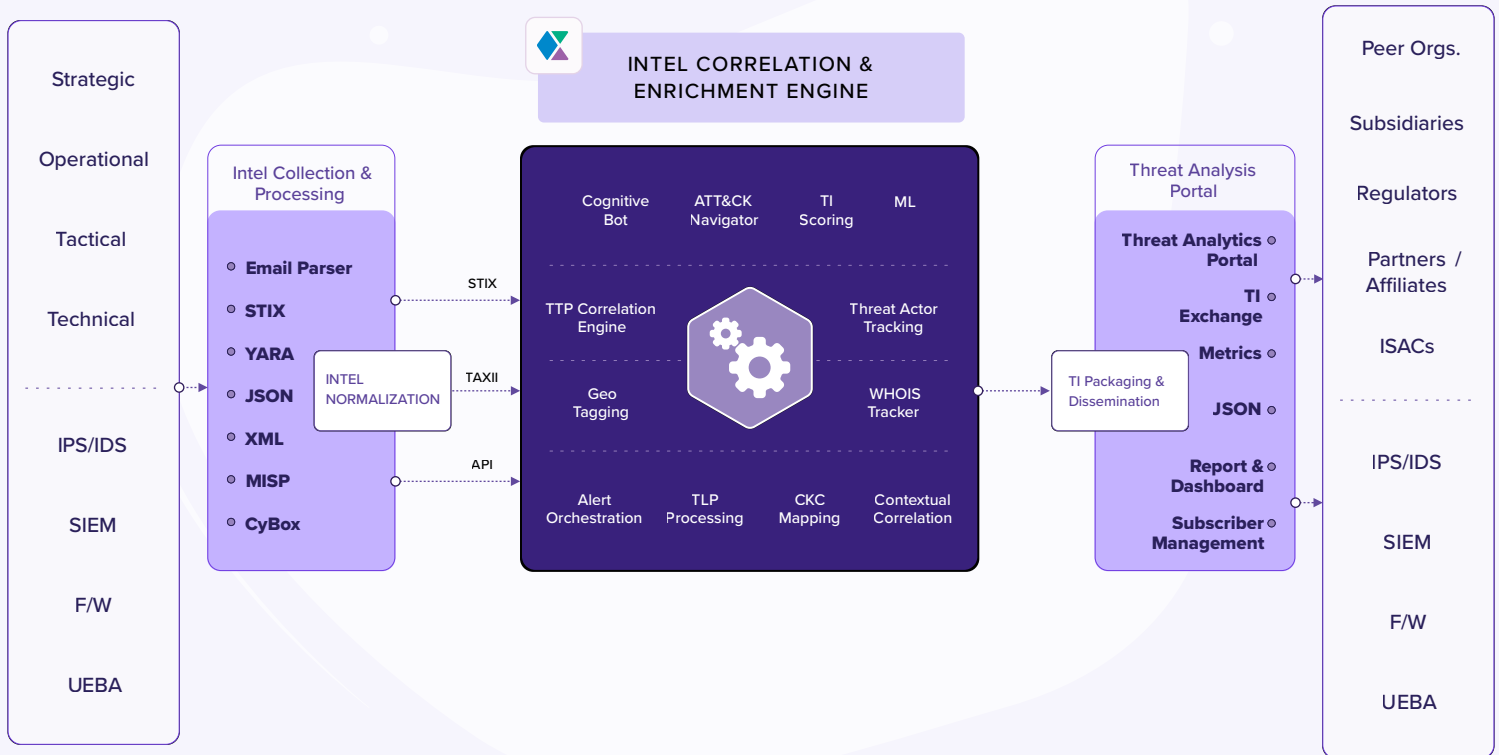 Strategic
Operational
Tactical
Technical
IPS/IDS
SIEM
F/W
UEBA
Intel Collection &
Processing
Email Parser
STIX
YARA
JSON
XML
MISP
CyBox
INTEL
NORMALIZATION
STIX
TAXII
API
INTEL CORRELATION &
ENRICHMENT ENGINE
Cognitive
Bot
ATT&CK
Navigator
TI
Scoring
ML
TTP Correlation
Engine
Threat Actor
Tracking
Geo
Tagging
WHOIS
Tracker
Alert
Orchestration
TLP
Processing
CKC
Mapping
Contextual
Correlation
Threat Analysis
Portal
Threat Analytics
Portal
TI
Exchange
Metrics
JSON
Report &
Dashboard
Subscriber
Management
TI Packaging &
Dissemination
Peer Orgs.
Subsidiaries
Regulators
Partners /
Affiliates
ISACs
IPS/IDS
SIEM
F/W
UEBA